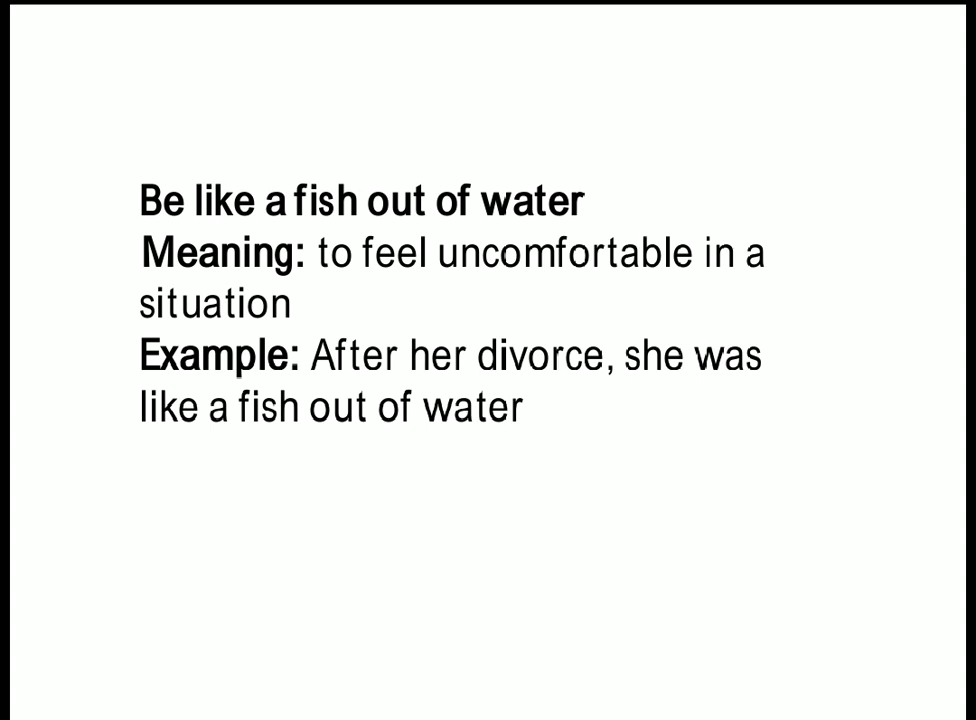 Be like a fish out of water
Meaning: to feel uncomfortable in a
situation
Example: After her divorce, she was
like a fish out of water